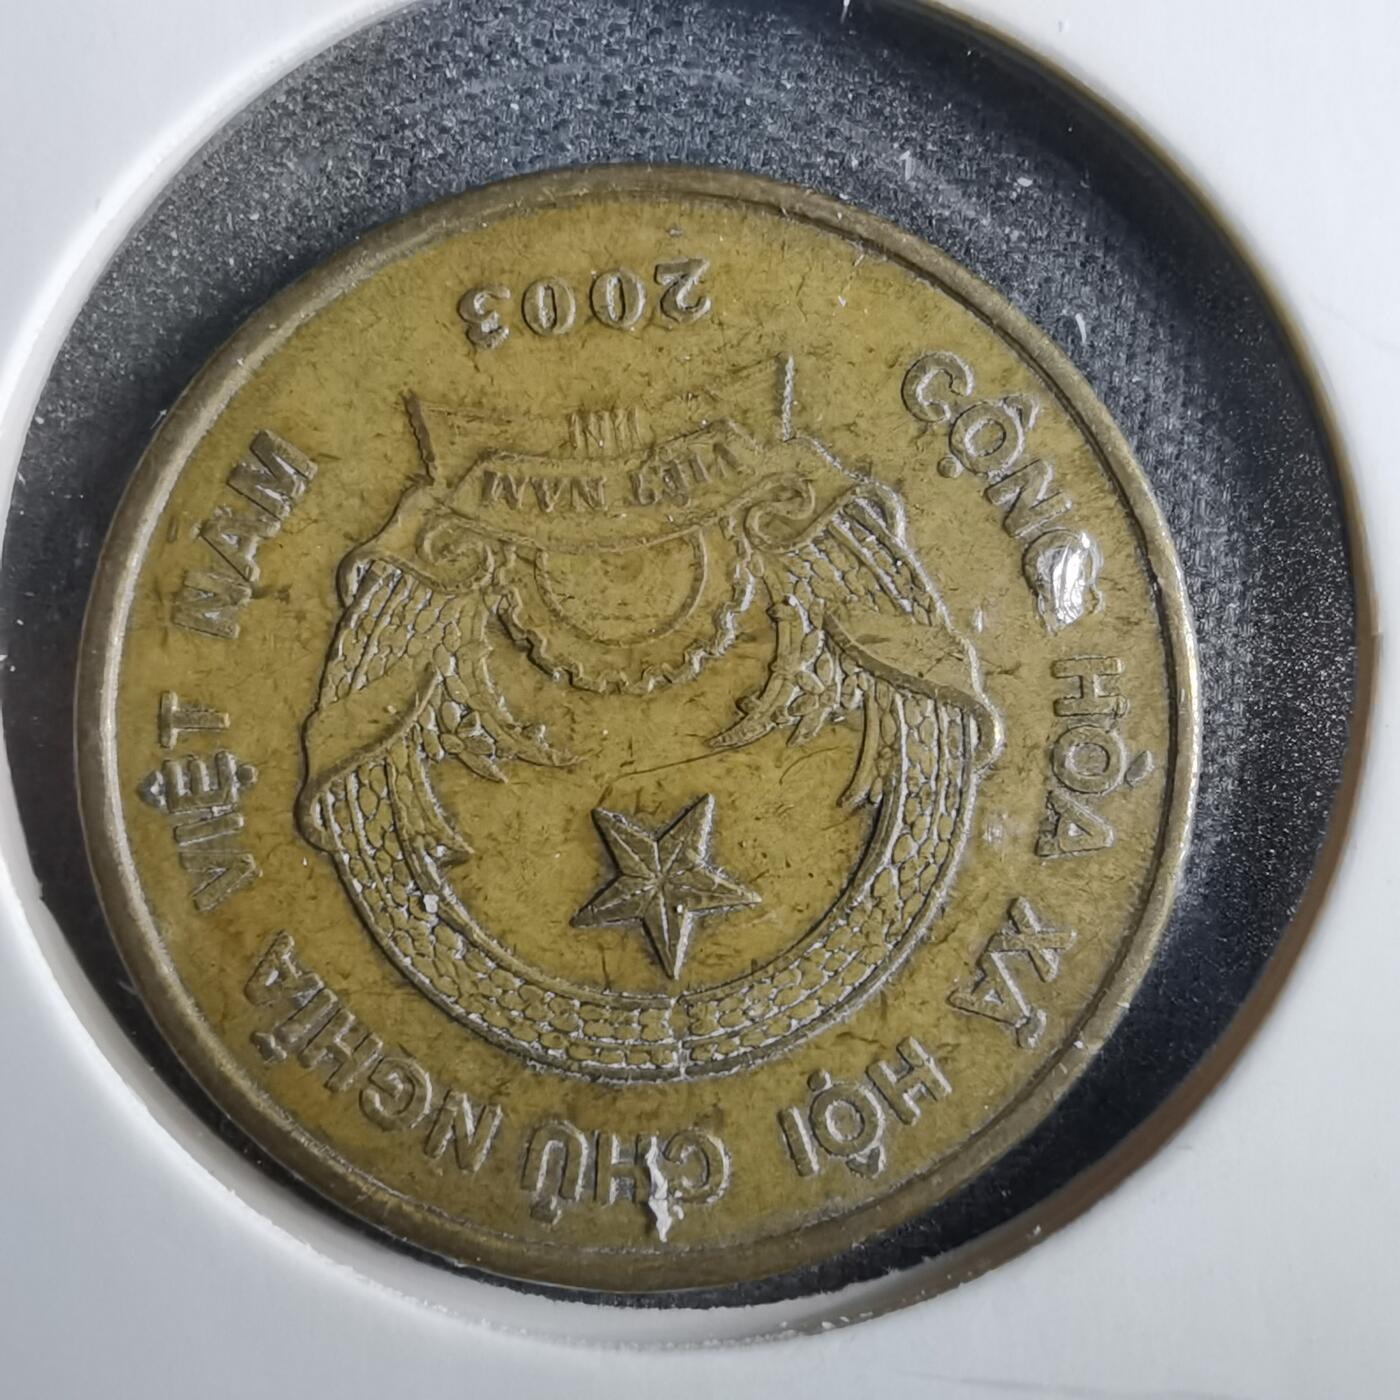 CỘNG HÒA XÃ HỘI CHỦ NGHĨA VIỆT NAM
VIỆT NAM
2003